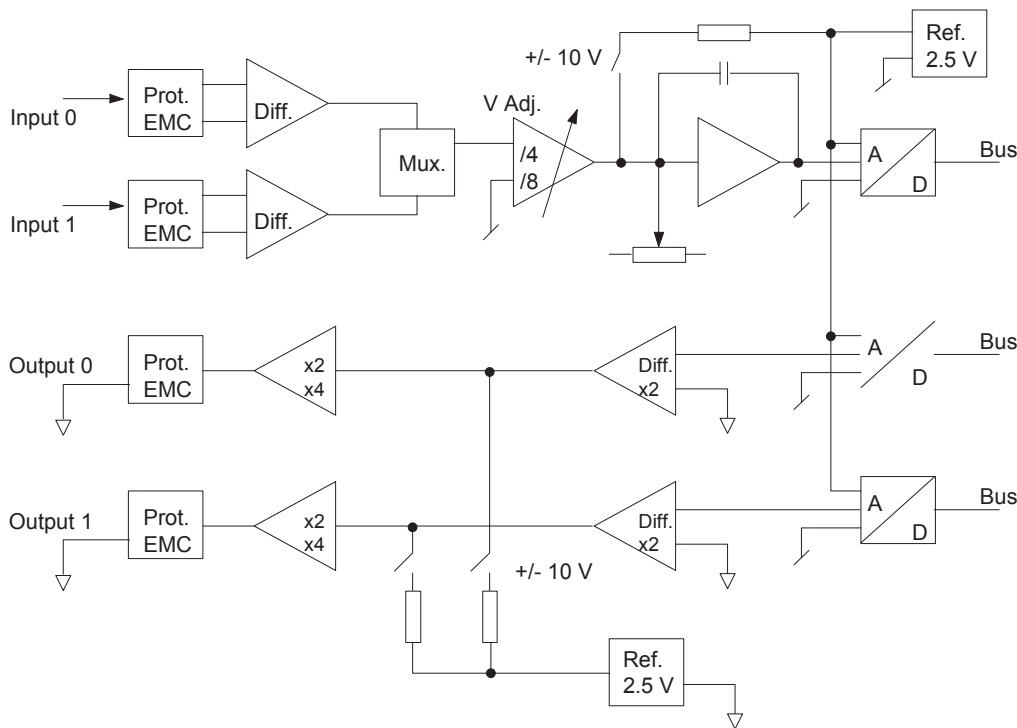 Ref.
2.5 V
+/- 10 V
Input 0
Prot.
EMC
Diff.
V Adj.
Mux.
/4
/8
A
D
Bus
Input 1
Prot.
EMC
Diff.
Output 0
Prot.
EMC
x2
x4
Diff.
x2
A
D
Bus
Output 1
Prot.
EMC
x2
x4
Diff.
x2
A
D
Bus
+/- 10 V
Ref.
2.5 V